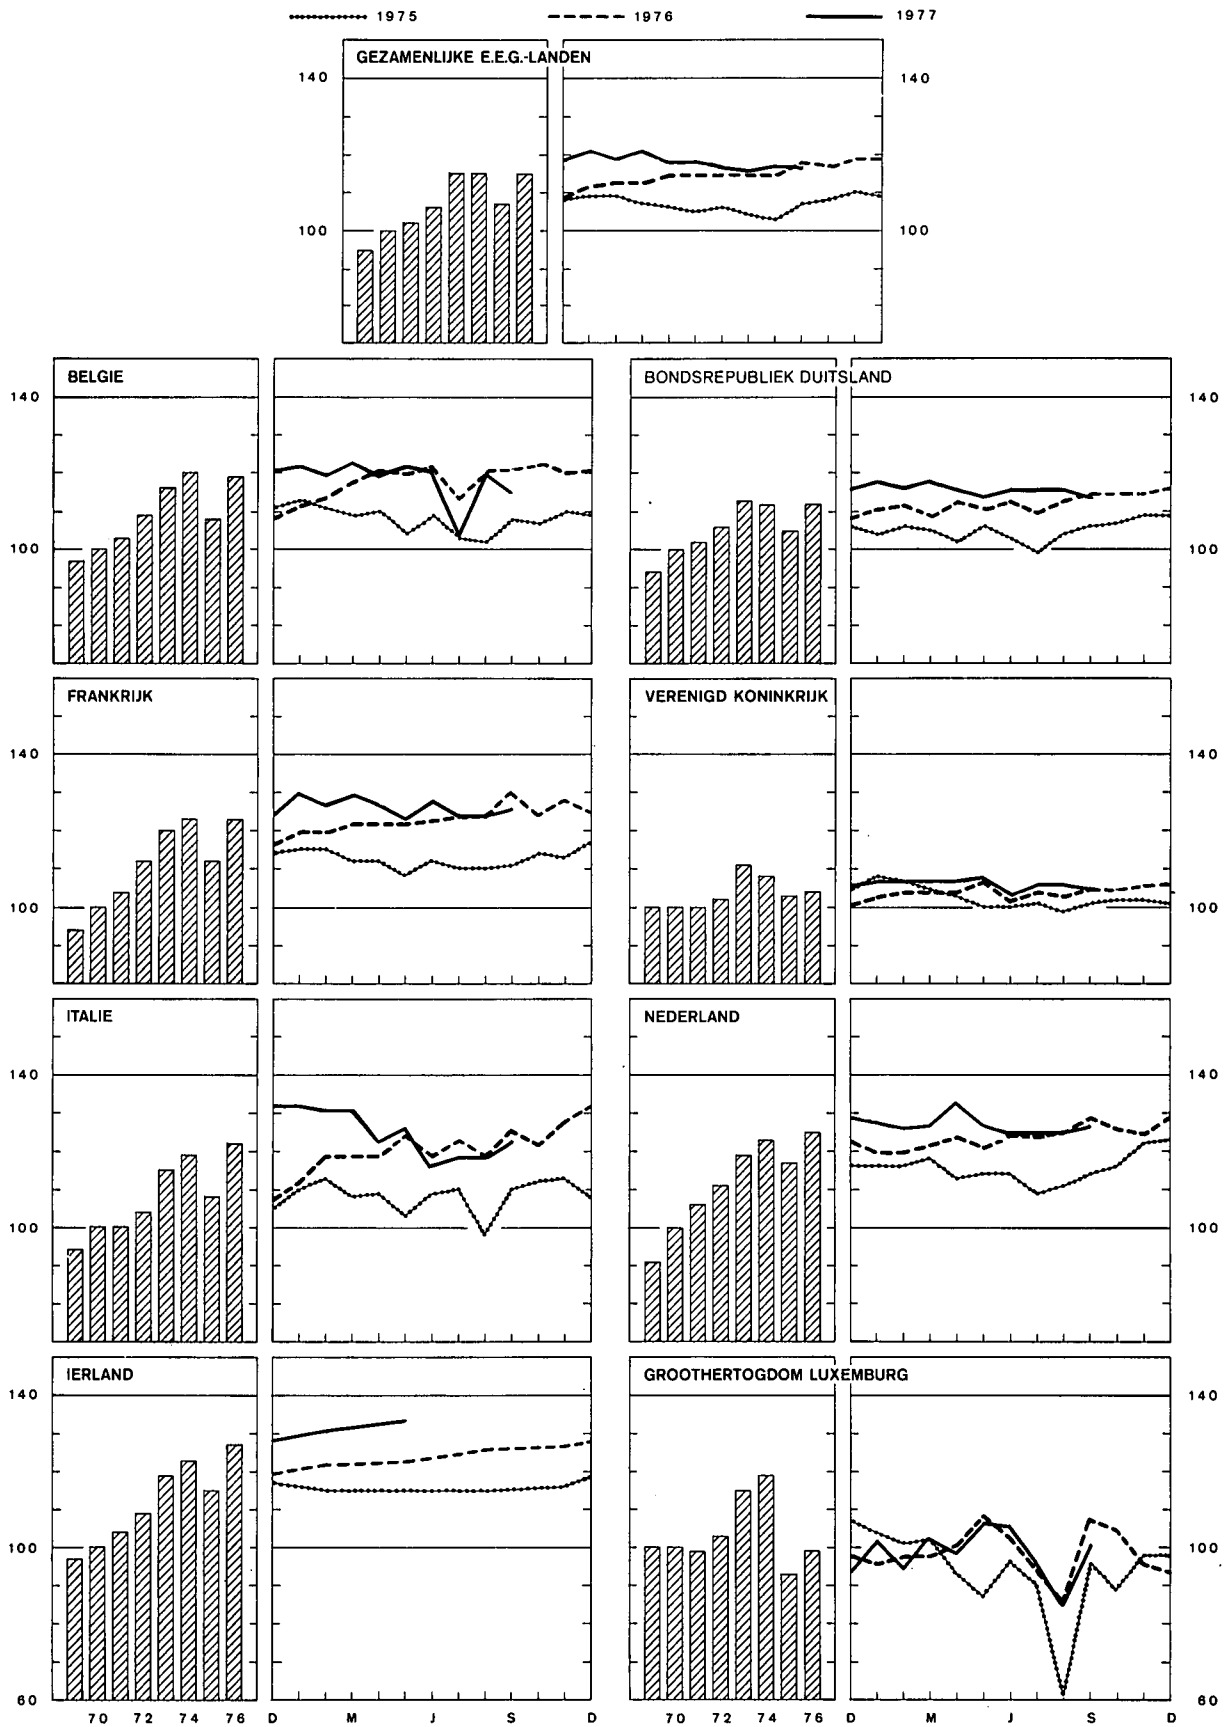 1975 1976 1977
GEZAMENLIJKE E.E.G.-LANDEN
140 140
100 100
BELGIE BONDSREPUBLIEK DUITSLAND
140 140
100 100
FRANKRIJK VERENIGD KONINKRIJK
140 140
100 100
ITALIE NEDERLAND
140 140
100 100
IERLAND GROOTHERTOGDOM LUXEMBURG
140 140
100 100
60 60
70 72 74 76 D M J S D 70 72 74 76 D M J S D